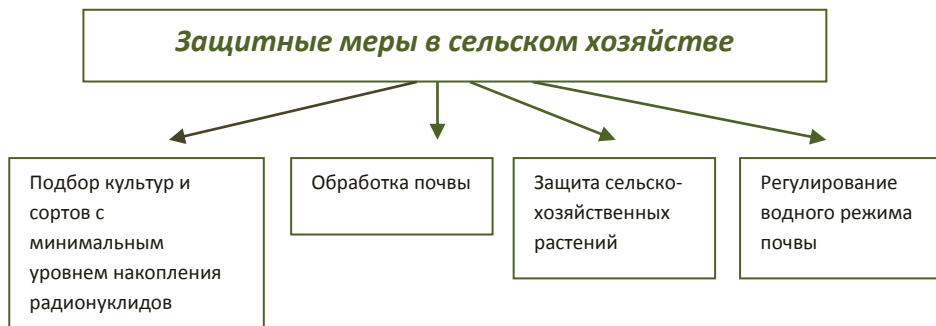 Защитные меры в сельском хозяйстве
Подбор культур и
сортов с
минимальным
уровнем накопления
радионуклидов
Обработка почвы
Защита сельско-
хозяйственных
растений
Регулирование
водного режима
почвы